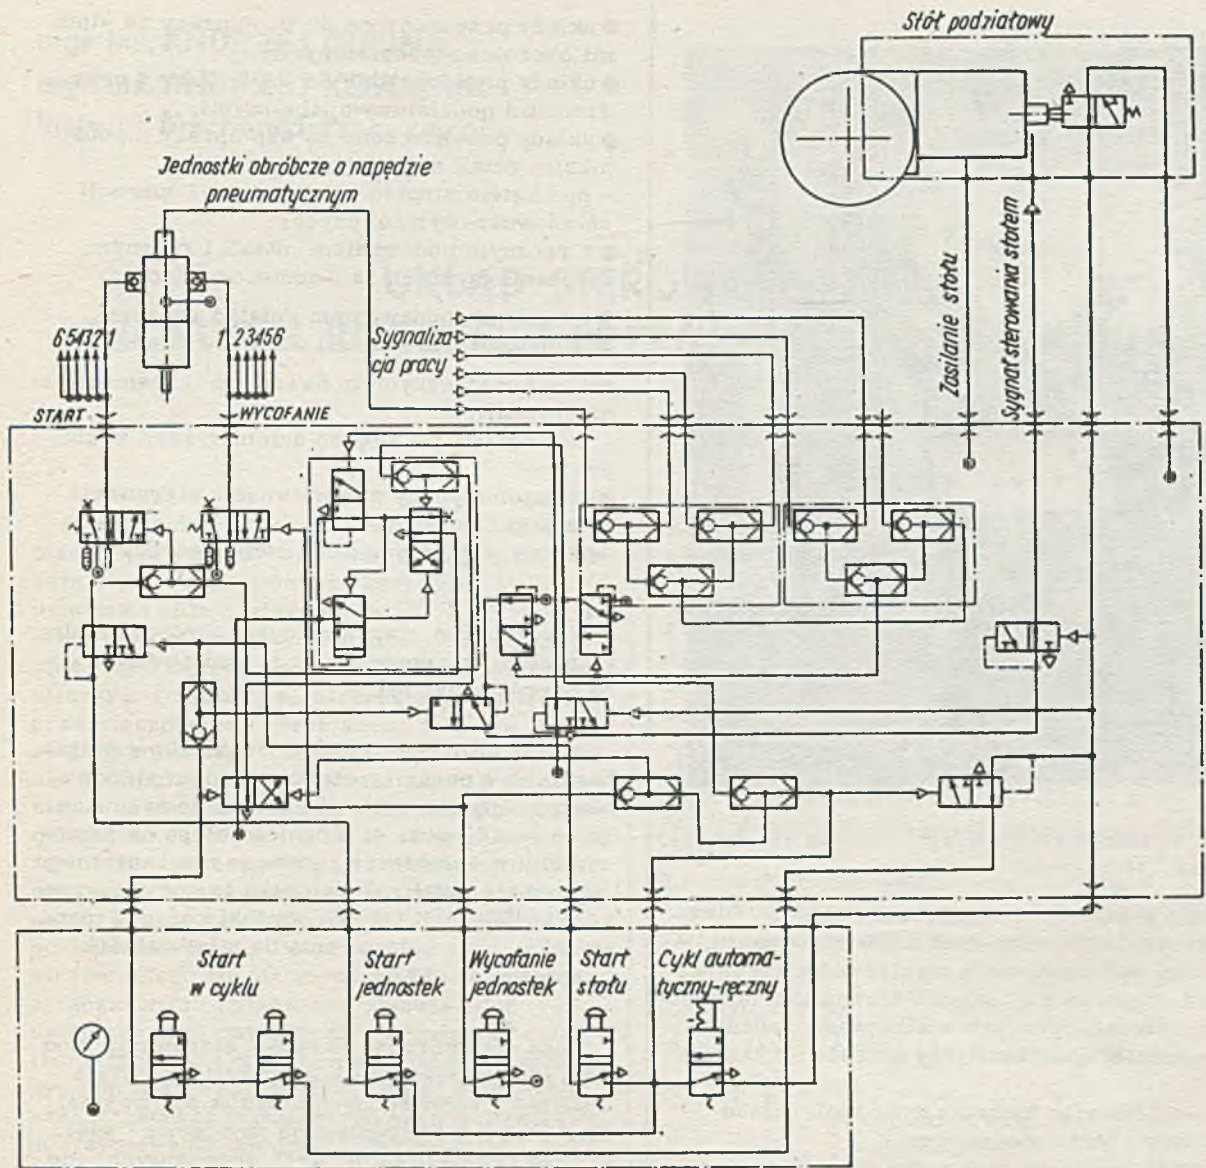 Stół podziałowy
Jednostki obróbcze o napędzie
pneumatycznym
654321
123456
START
WYCOFANIE
Sygnaliza
cja pracy
Zasilanie stołu
Sygnał sterowania stołem
Start
w cyklu
Start
jednostek
Wycofanie
jednostek
Start
stołu
Cykl automa-
tyczny-ręczny